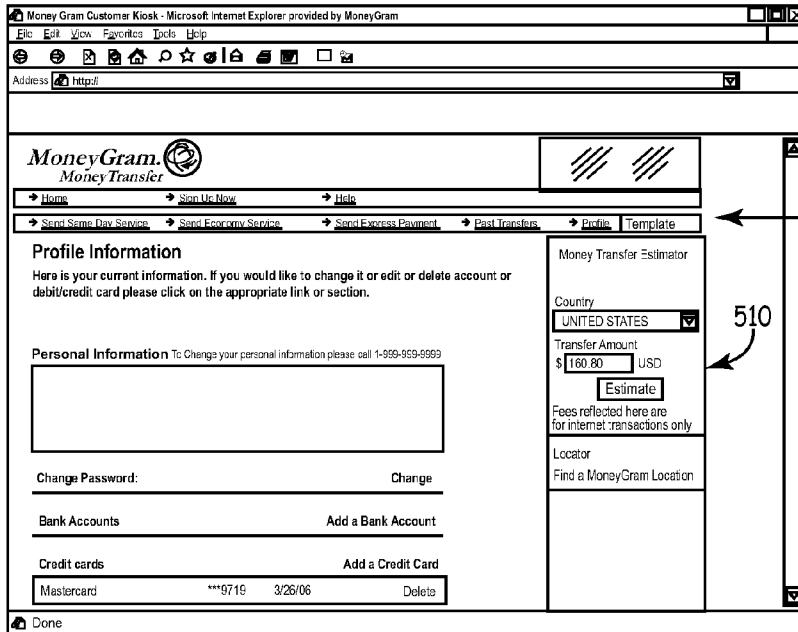 Money Gram Customer Kiosk - Microsoft Internet Explorer provided by MoneyGram
File Edit View Favorites Tools Help
Address http://
MoneyGram.
MoneyTransfer
Home Sign Up Now Help
Send Same Day Service Send Economy Service Send Express Payment Past Transfers Profile Template
Profile Information
Here is your current information. If you would like to change it or edit or delete account or
debit/credit card please click on the appropriate link or section.
Personal Information To Change your personal information please call 1-999-999-9999
Change Password: Change
Bank Accounts Add a Bank Account
Credit cards Add a Credit Card
Mastercard ***9719 3/26/06 Delete
Money Transfer Estimator
Country
UNITED STATES
Transfer Amount
$ 160.80 USD
Estimate
Fees reflected here are
for internet transactions only
Locator
Find a MoneyGram Location
510
Done